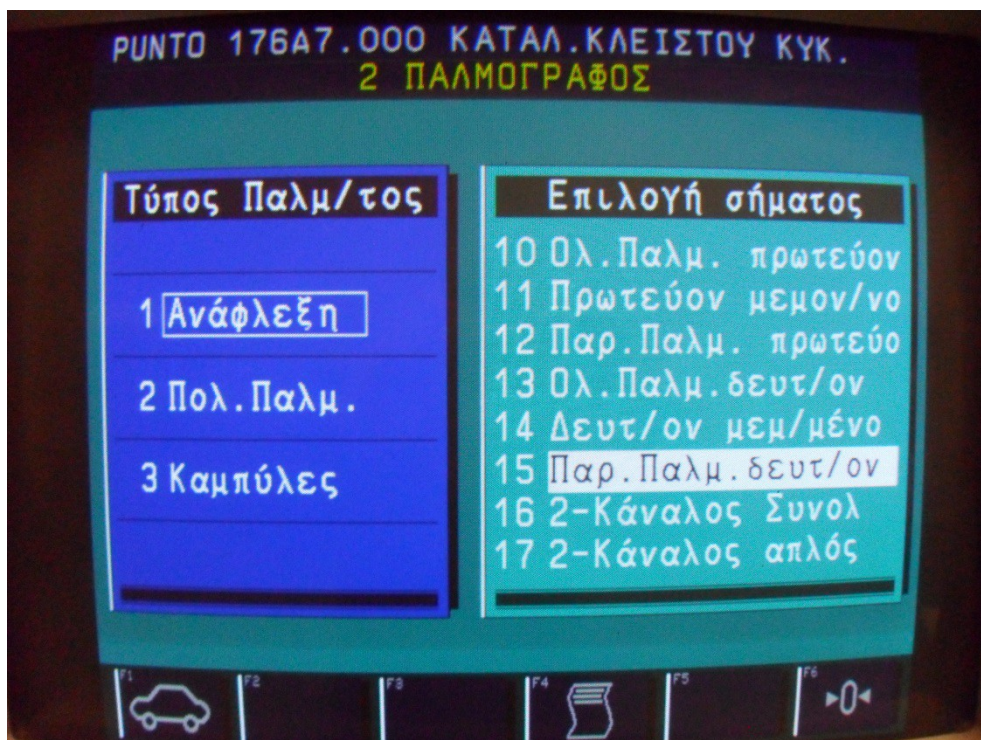 PUNTO 176A7.000 ΚΑΤΑΛ.ΚΛΕΙΣΤΟΥ ΚΥΚ.
2 ΠΑΛΜΟΓΡΑΦΟΣ
Τύπος Παλμ/τος
1 Ανάφλεξη
2 Πολ.Παλμ.
3 Καμπύλες
Επιλογή σήματος
10 Ολ.Παλμ. πρωτεύον
11 Πρωτεύον μεμον/νο
12 Παρ.Παλμ. πρωτεύο
13 Ολ.Παλμ.δευτ/ον
14 Δευτ/ον μεμ/μένο
15 Παρ.Παλμ.δευτ/ον
16 2-Κάναλος Συνολ
17 2-Κάναλος απλός
F1 F2 F3 F4 F5 F6
▶0◀